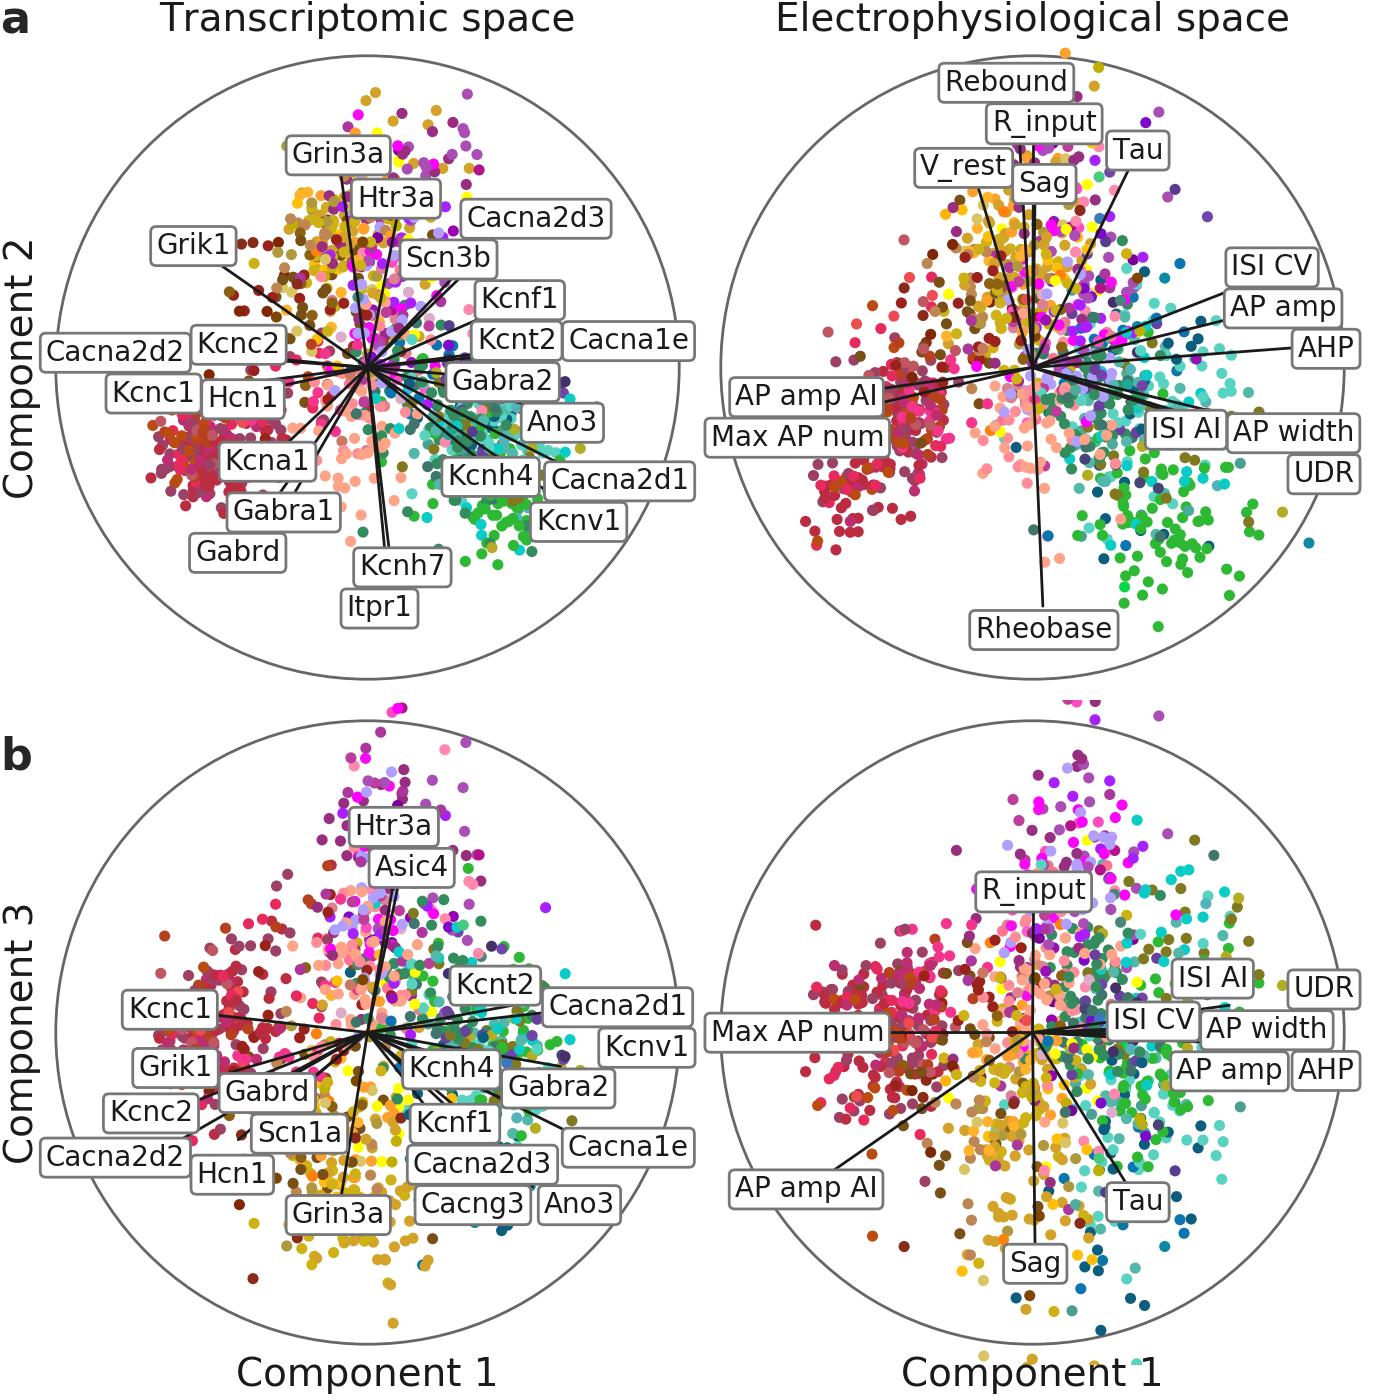 a
Transcriptomic space
Electrophysiological space
Component 2
Grin3a
Htr3a
Cacna2d3
Grik1
Scn3b
Kcnf1
Cacna2d2
Kcnc2
Kcnt2
Cacna1e
Kcnc1
Hcn1
Gabra2
Ano3
Kcna1
Kcnh4
Cacna2d1
Gabra1
Kcnv1
Gabrd
Kcnh7
Itpr1
Rebound
R_input
Tau
V_rest
Sag
ISI CV
AP amp
AHP
AP amp AI
Max AP num
ISI AI
AP width
UDR
Rheobase
b
Component 3
Htr3a
Asic4
Kcnt2
Kcnc1
Cacna2d1
Kcnv1
Grik1
Kcnh4
Gabrd
Gabra2
Kcnc2
Kcnf1
Scn1a
Cacna1e
Cacna2d2
Cacna2d3
Hcn1
Grin3a
Cacng3
Ano3
Component 1
R_input
ISI AI
UDR
ISI CV
Max AP num
AP width
AP amp
AHP
AP amp AI
Tau
Sag
Component 1